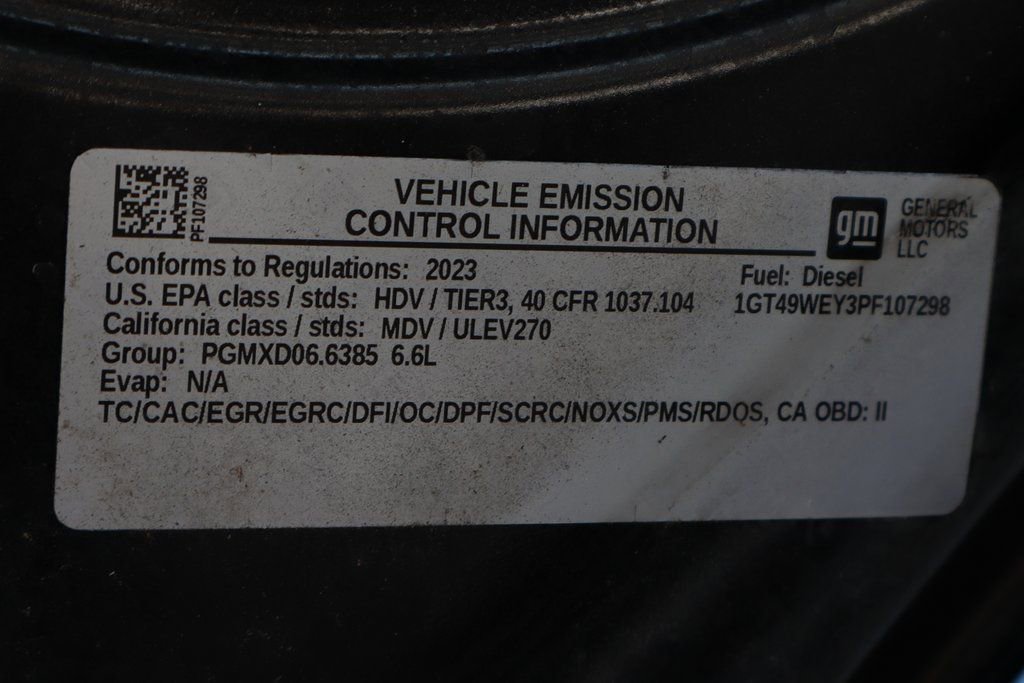 PF107298
VEHICLE EMISSION
CONTROL INFORMATION
gm
GENERAL
MOTORS
LLC
Conforms to Regulations: 2023
Fuel: Diesel
U.S. EPA class / stds: HDV / TIER3, 40 CFR 1037.104
1GT49WEY3PF107298
California class / stds: MDV / ULEV270
Group: PGMXD06.6385 6.6L
Evap: N/A
TC/CAC/EGR/EGRC/DFI/OC/DPF/SCRC/NOXS/PMS/RDQS, CA OBD: II